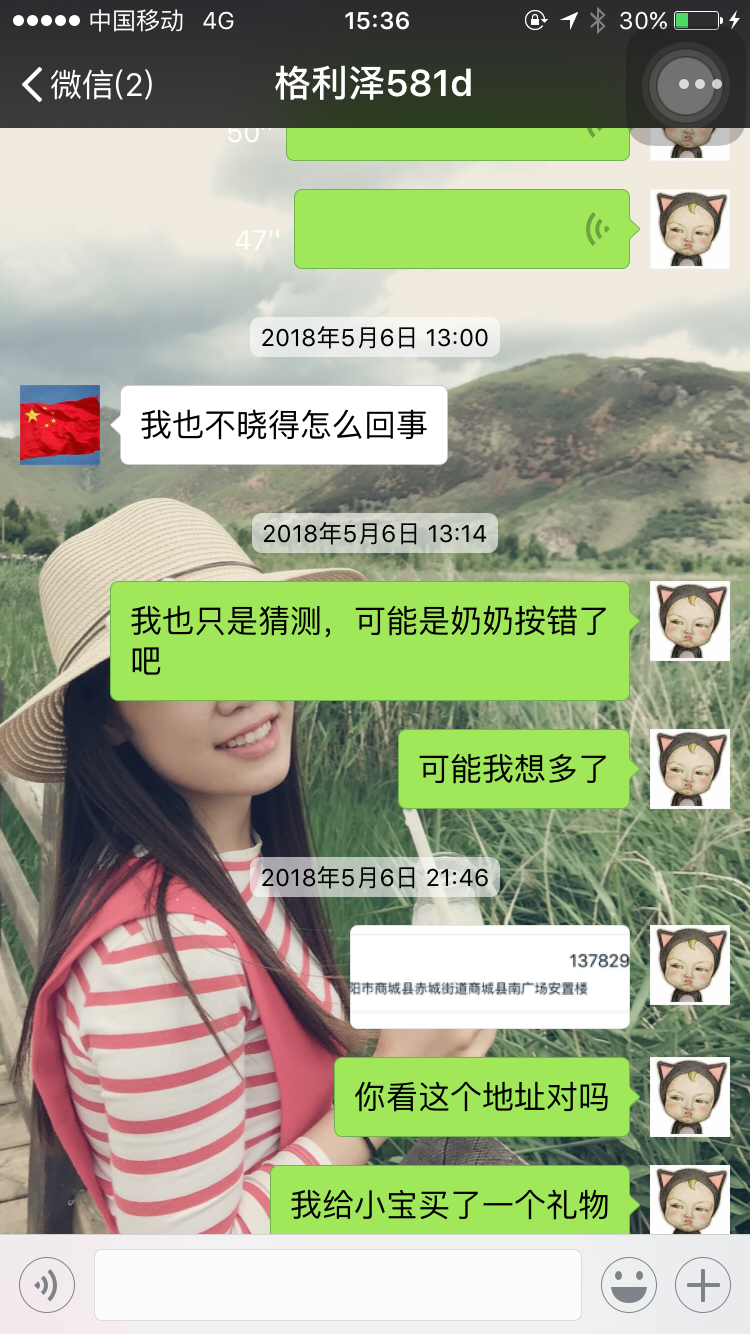 中国移动 4G 15:36 30%
微信(2) 格利泽581d
50''
47''
2018年5月6日 13:00
我也不晓得怎么回事
2018年5月6日 13:14
我也只是猜测，可能是奶奶按错了
吧
可能我想多了
2018年5月6日 21:46
137829
阳市商城县赤城街道商城县南广场安置楼
你看这个地址对吗
我给小宝买了一个礼物